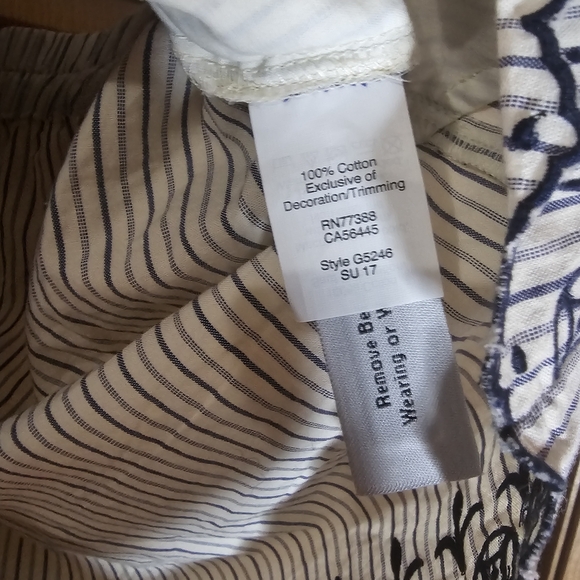 100% Cotton
Exclusive of
Decoration/Trimming
RN77388
CA56445
Style G5246
SU 17
Remove Be
Wearing or